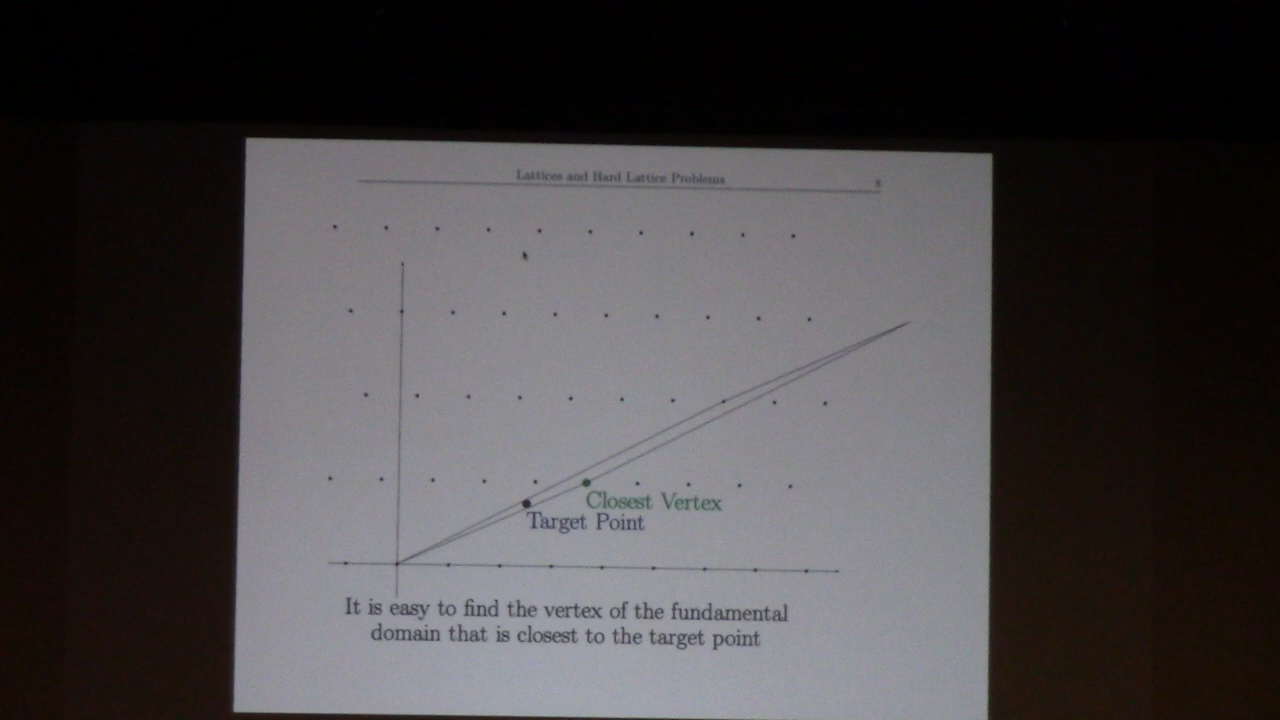 Lattices and Hard Lattice Problems 8
Closest Vertex
Target Point
It is easy to find the vertex of the fundamental
domain that is closest to the target point